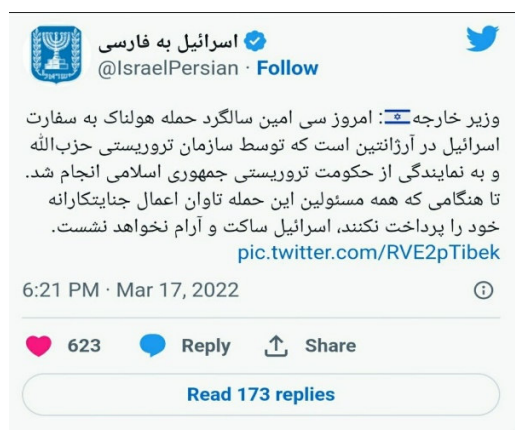 اسرائیل به فارسی
@IsraelPersian · Follow
وزیر خارجه🇮🇱: امروز سی امین سالگرد حمله هولناک به سفارت
اسرائیل در آرژانتین است که توسط سازمان تروریستی حزب‌الله
و به نمایندگی از حکومت تروریستی جمهوری اسلامی انجام شد.
تا هنگامی که همه مسئولین این حمله تاوان اعمال جنایتکارانه
خود را پرداخت نکنند، اسرائیل ساکت و آرام نخواهد نشست.
pic.twitter.com/RVE2pTibek
6:21 PM · Mar 17, 2022
623 Reply Share
Read 173 replies